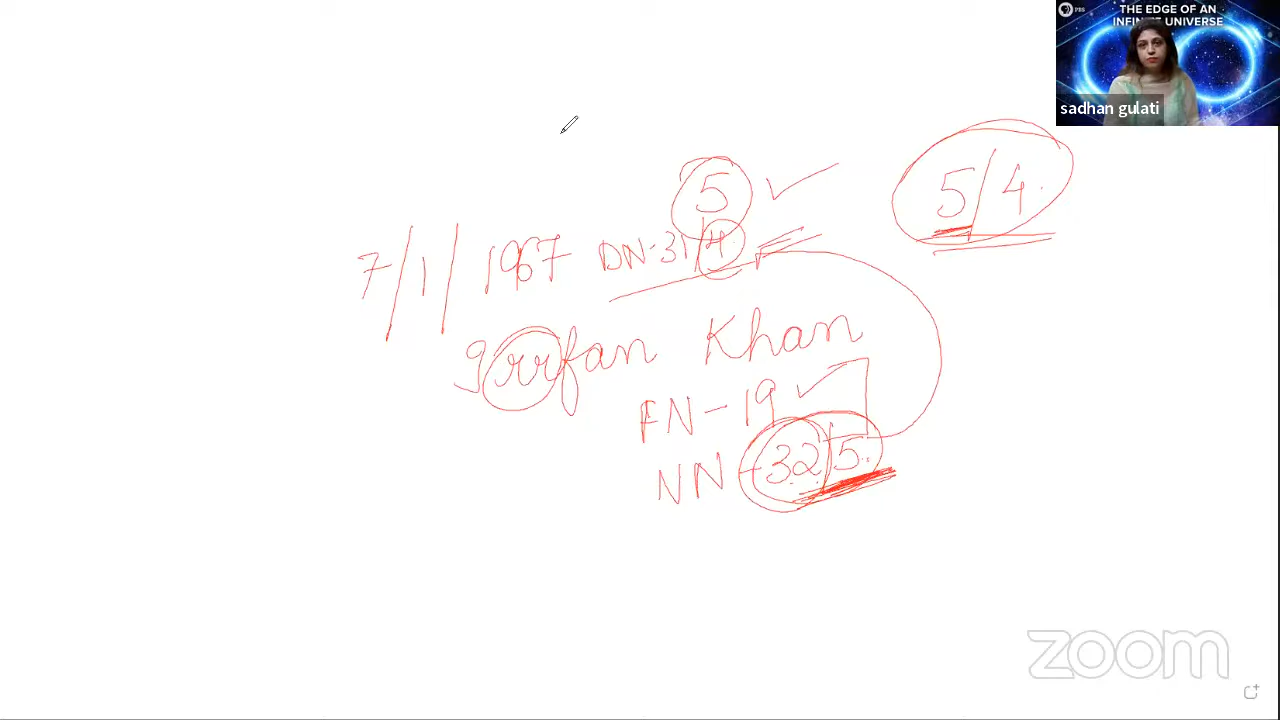 PBS
THE EDGE OF AN
INFINITE UNIVERSE
sadhan gulati
5
5/4
7/1/1967 DN-31/4
Irrfan Khan
FN-19
NN-32/5
zoom